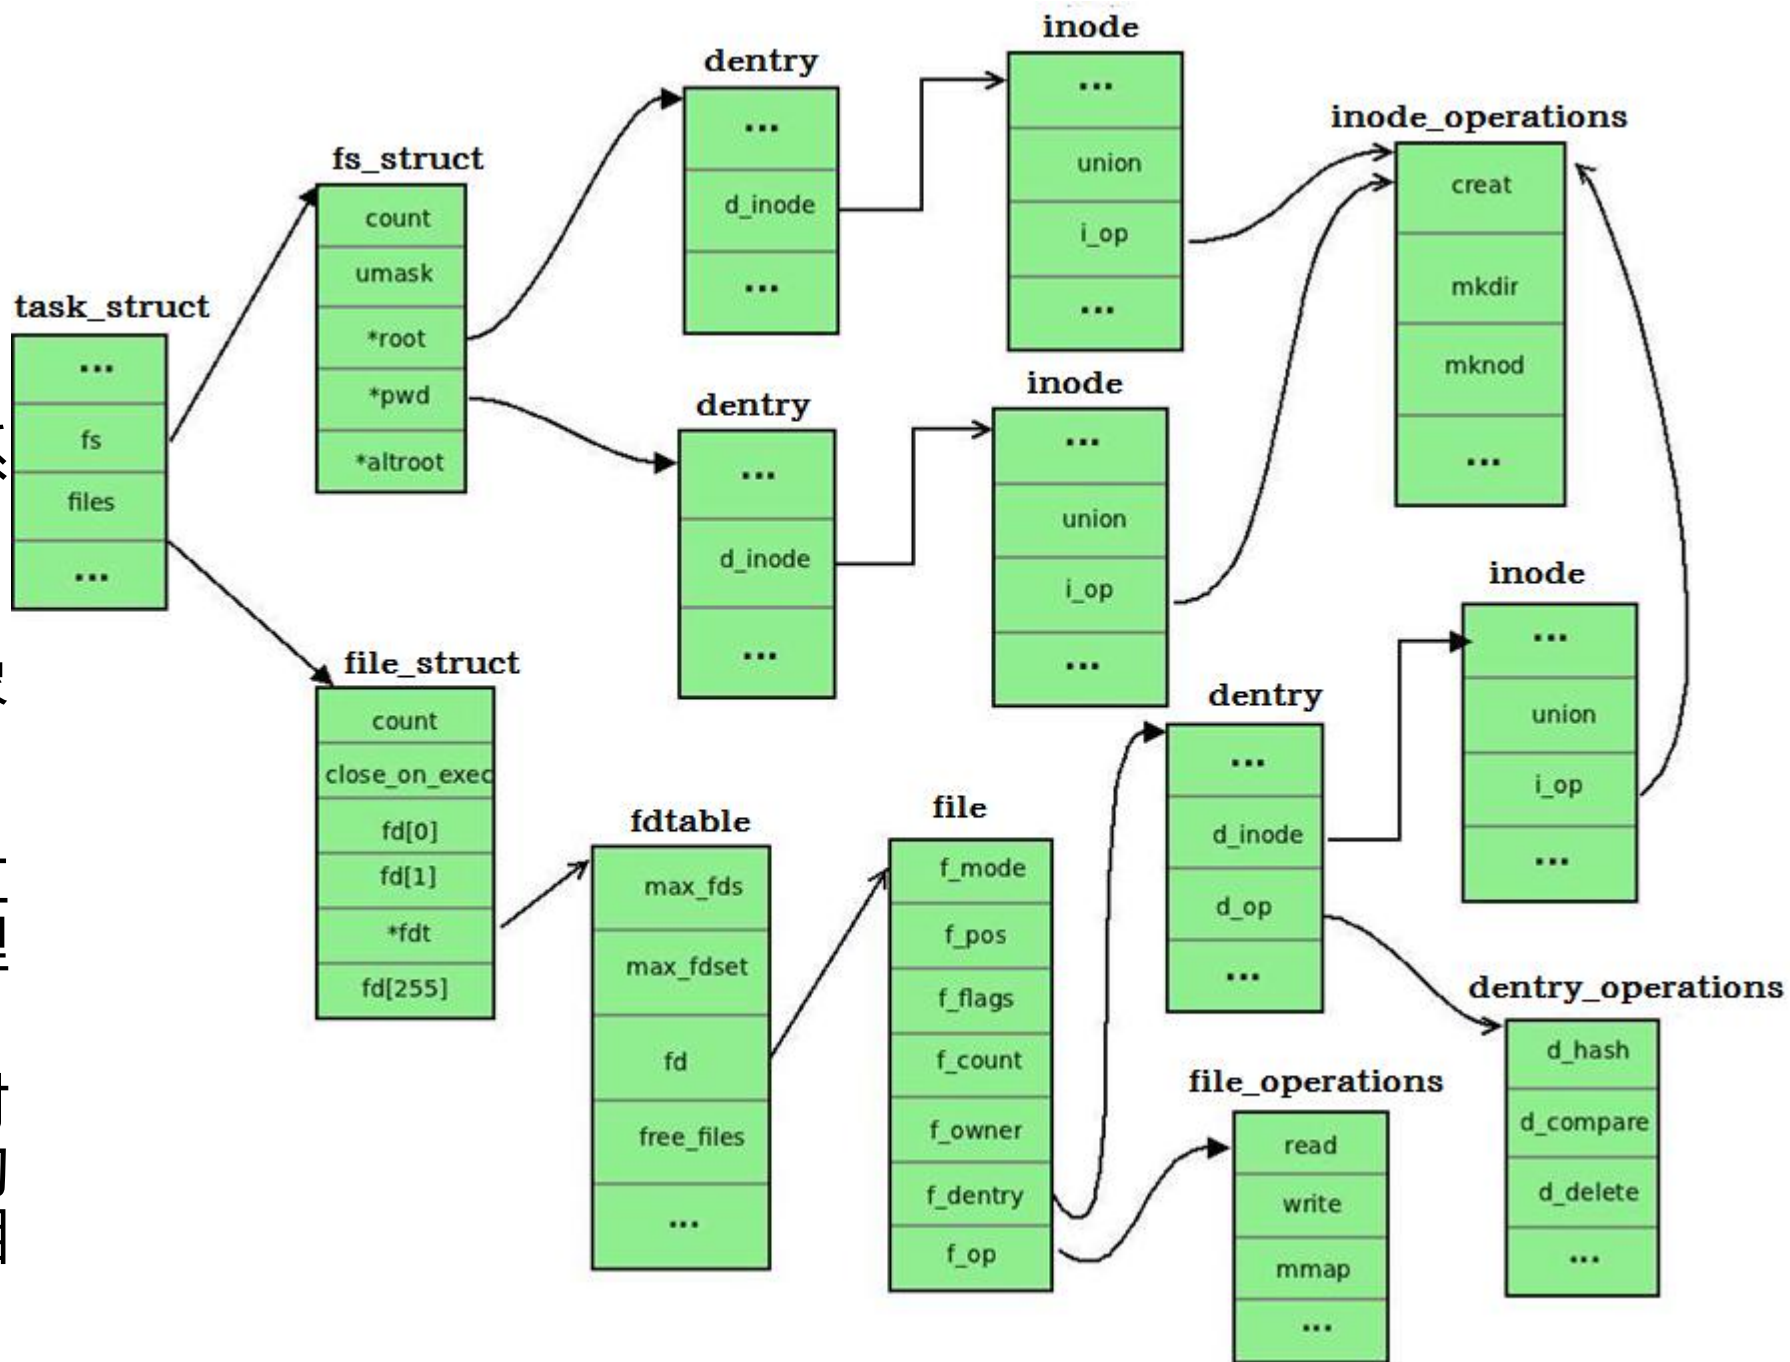 task_struct
...
fs
files
...
fs_struct
count
umask
*root
*pwd
*altroot
dentry
...
d_inode
...
inode
...
union
i_op
...
inode_operations
creat
mkdir
mknod
...
dentry
...
d_inode
...
inode
...
union
i_op
...
file_struct
count
close_on_exec
fd[0]
fd[1]
*fdt
fd[255]
fdtable
max_fds
max_fdset
fd
free_files
...
file
f_mode
f_pos
f_flags
f_count
f_owner
f_dentry
f_op
dentry
...
d_inode
d_op
...
inode
...
union
i_op
...
file_operations
read
write
mmap
...
dentry_operations
d_hash
d_compare
d_delete
...